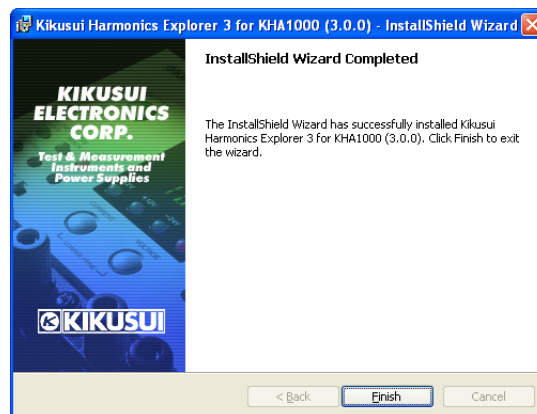 Kikusui Harmonics Explorer 3 for KHA1000 (3.0.0) - InstallShield Wizard
InstallShield Wizard Completed
KIKUSUI
ELECTRONICS
CORP.
Test & Measurement
Instruments and
Power Supplies
The InstallShield Wizard has successfully installed Kikusui
Harmonics Explorer 3 for KHA1000 (3.0.0). Click Finish to exit
the wizard.
VOLTAGE
KIKUSUI
< Back
Finish
Cancel